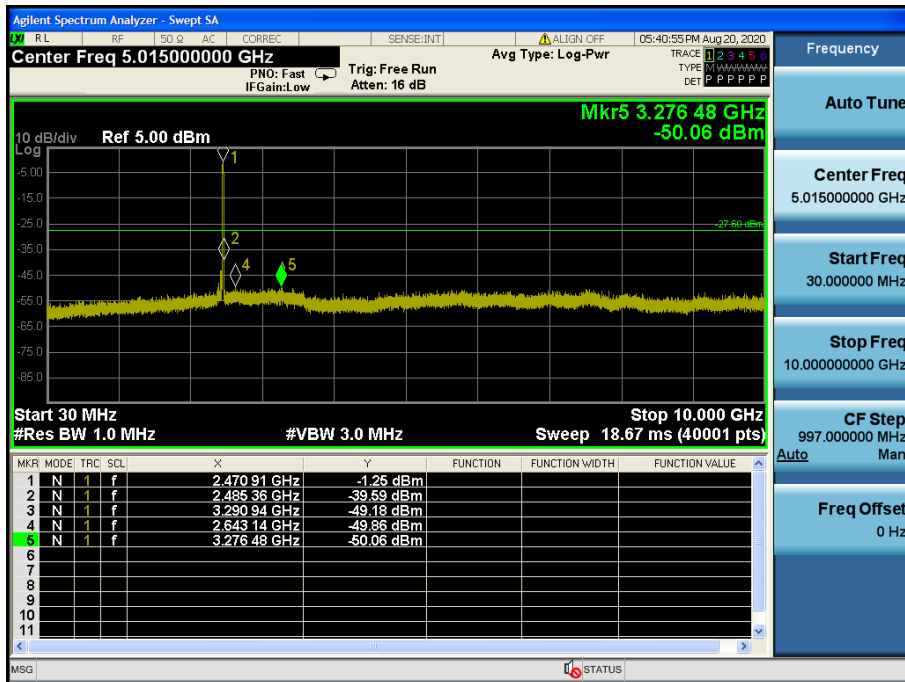 Agilent Spectrum Analyzer - Swept SA
LXI RL RF 50 Ω AC CORREC SENSE:INT ALIGN OFF 05:40:55 PM Aug 20, 2020
Center Freq 5.015000000 GHz
PNO: Fast
IFGain:Low
Trig: Free Run
Atten: 16 dB
Avg Type: Log-Pwr
TRACE 1 2 3 4 5 6
TYPE M WWWWW
DET P P P P P P
Mkr5 3.276 48 GHz
-50.06 dBm
10 dB/div Ref 5.00 dBm
Log
1
-5.00
-15.0
-25.0
-27.60 dBm
2
-35.0
4 5
-45.0
-55.0
-65.0
-75.0
-85.0
Start 30 MHz Stop 10.000 GHz
#Res BW 1.0 MHz #VBW 3.0 MHz Sweep 18.67 ms (40001 pts)
MKR MODE TRC SCL X Y FUNCTION FUNCTION WIDTH FUNCTION VALUE
1 N 1 f 2.470 91 GHz -1.25 dBm
2 N 1 f 2.485 36 GHz -39.59 dBm
3 N 1 f 3.290 94 GHz -49.18 dBm
4 N 1 f 2.643 14 GHz -49.86 dBm
5 N 1 f 3.276 48 GHz -50.06 dBm
6
7
8
9
10
11
MSG STATUS
Frequency
Auto Tune
Center Freq
5.015000000 GHz
Start Freq
30.000000 MHz
Stop Freq
10.000000000 GHz
CF Step
997.000000 MHz
Auto Man
Freq Offset
0 Hz